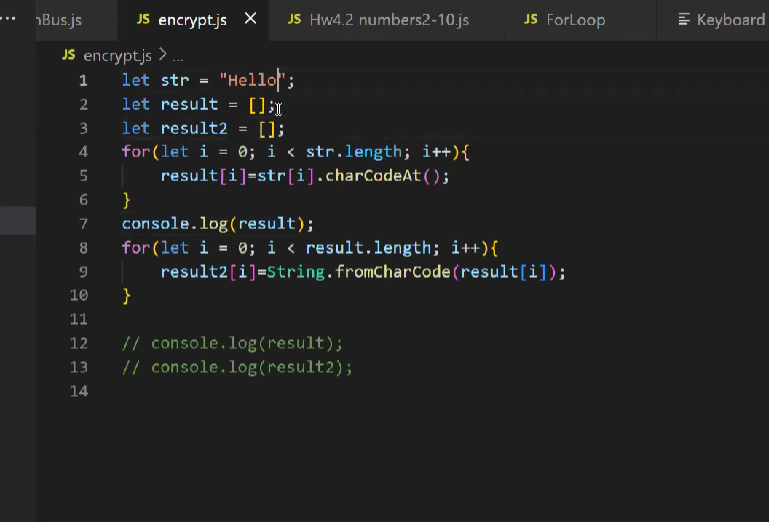 ... nBus.js JS encrypt.js × JS Hw4.2 numbers2-10.js JS ForLoop Keyboard
JS encrypt.js > ...
1 let str = "Hello";
2 let result = [];
3 let result2 = [];
4 for(let i = 0; i < str.length; i++){
5     result[i]=str[i].charCodeAt();
6 }
7 console.log(result);
8 for(let i = 0; i < result.length; i++){
9     result2[i]=String.fromCharCode(result[i]);
10 }
11
12 // console.log(result);
13 // console.log(result2);
14